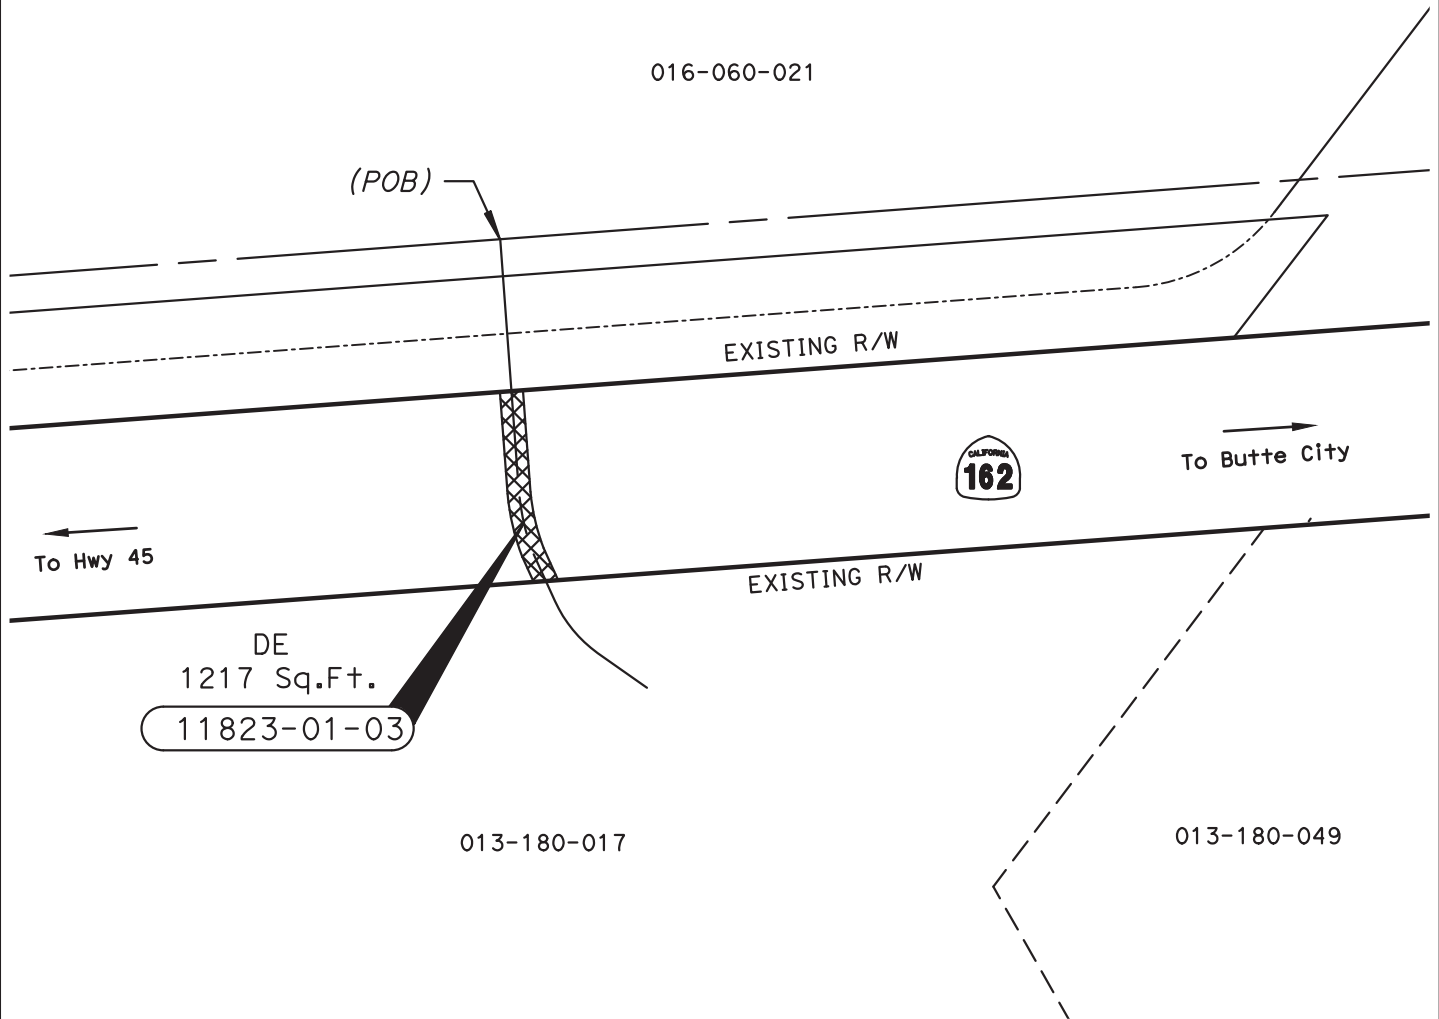 016-060-021
(POB)
EXISTING R/W
CALIFORNIA
162
To Butte City
To Hwy 45
EXISTING R/W
DE
1217 Sq.Ft.
11823-01-03
013-180-017
013-180-049